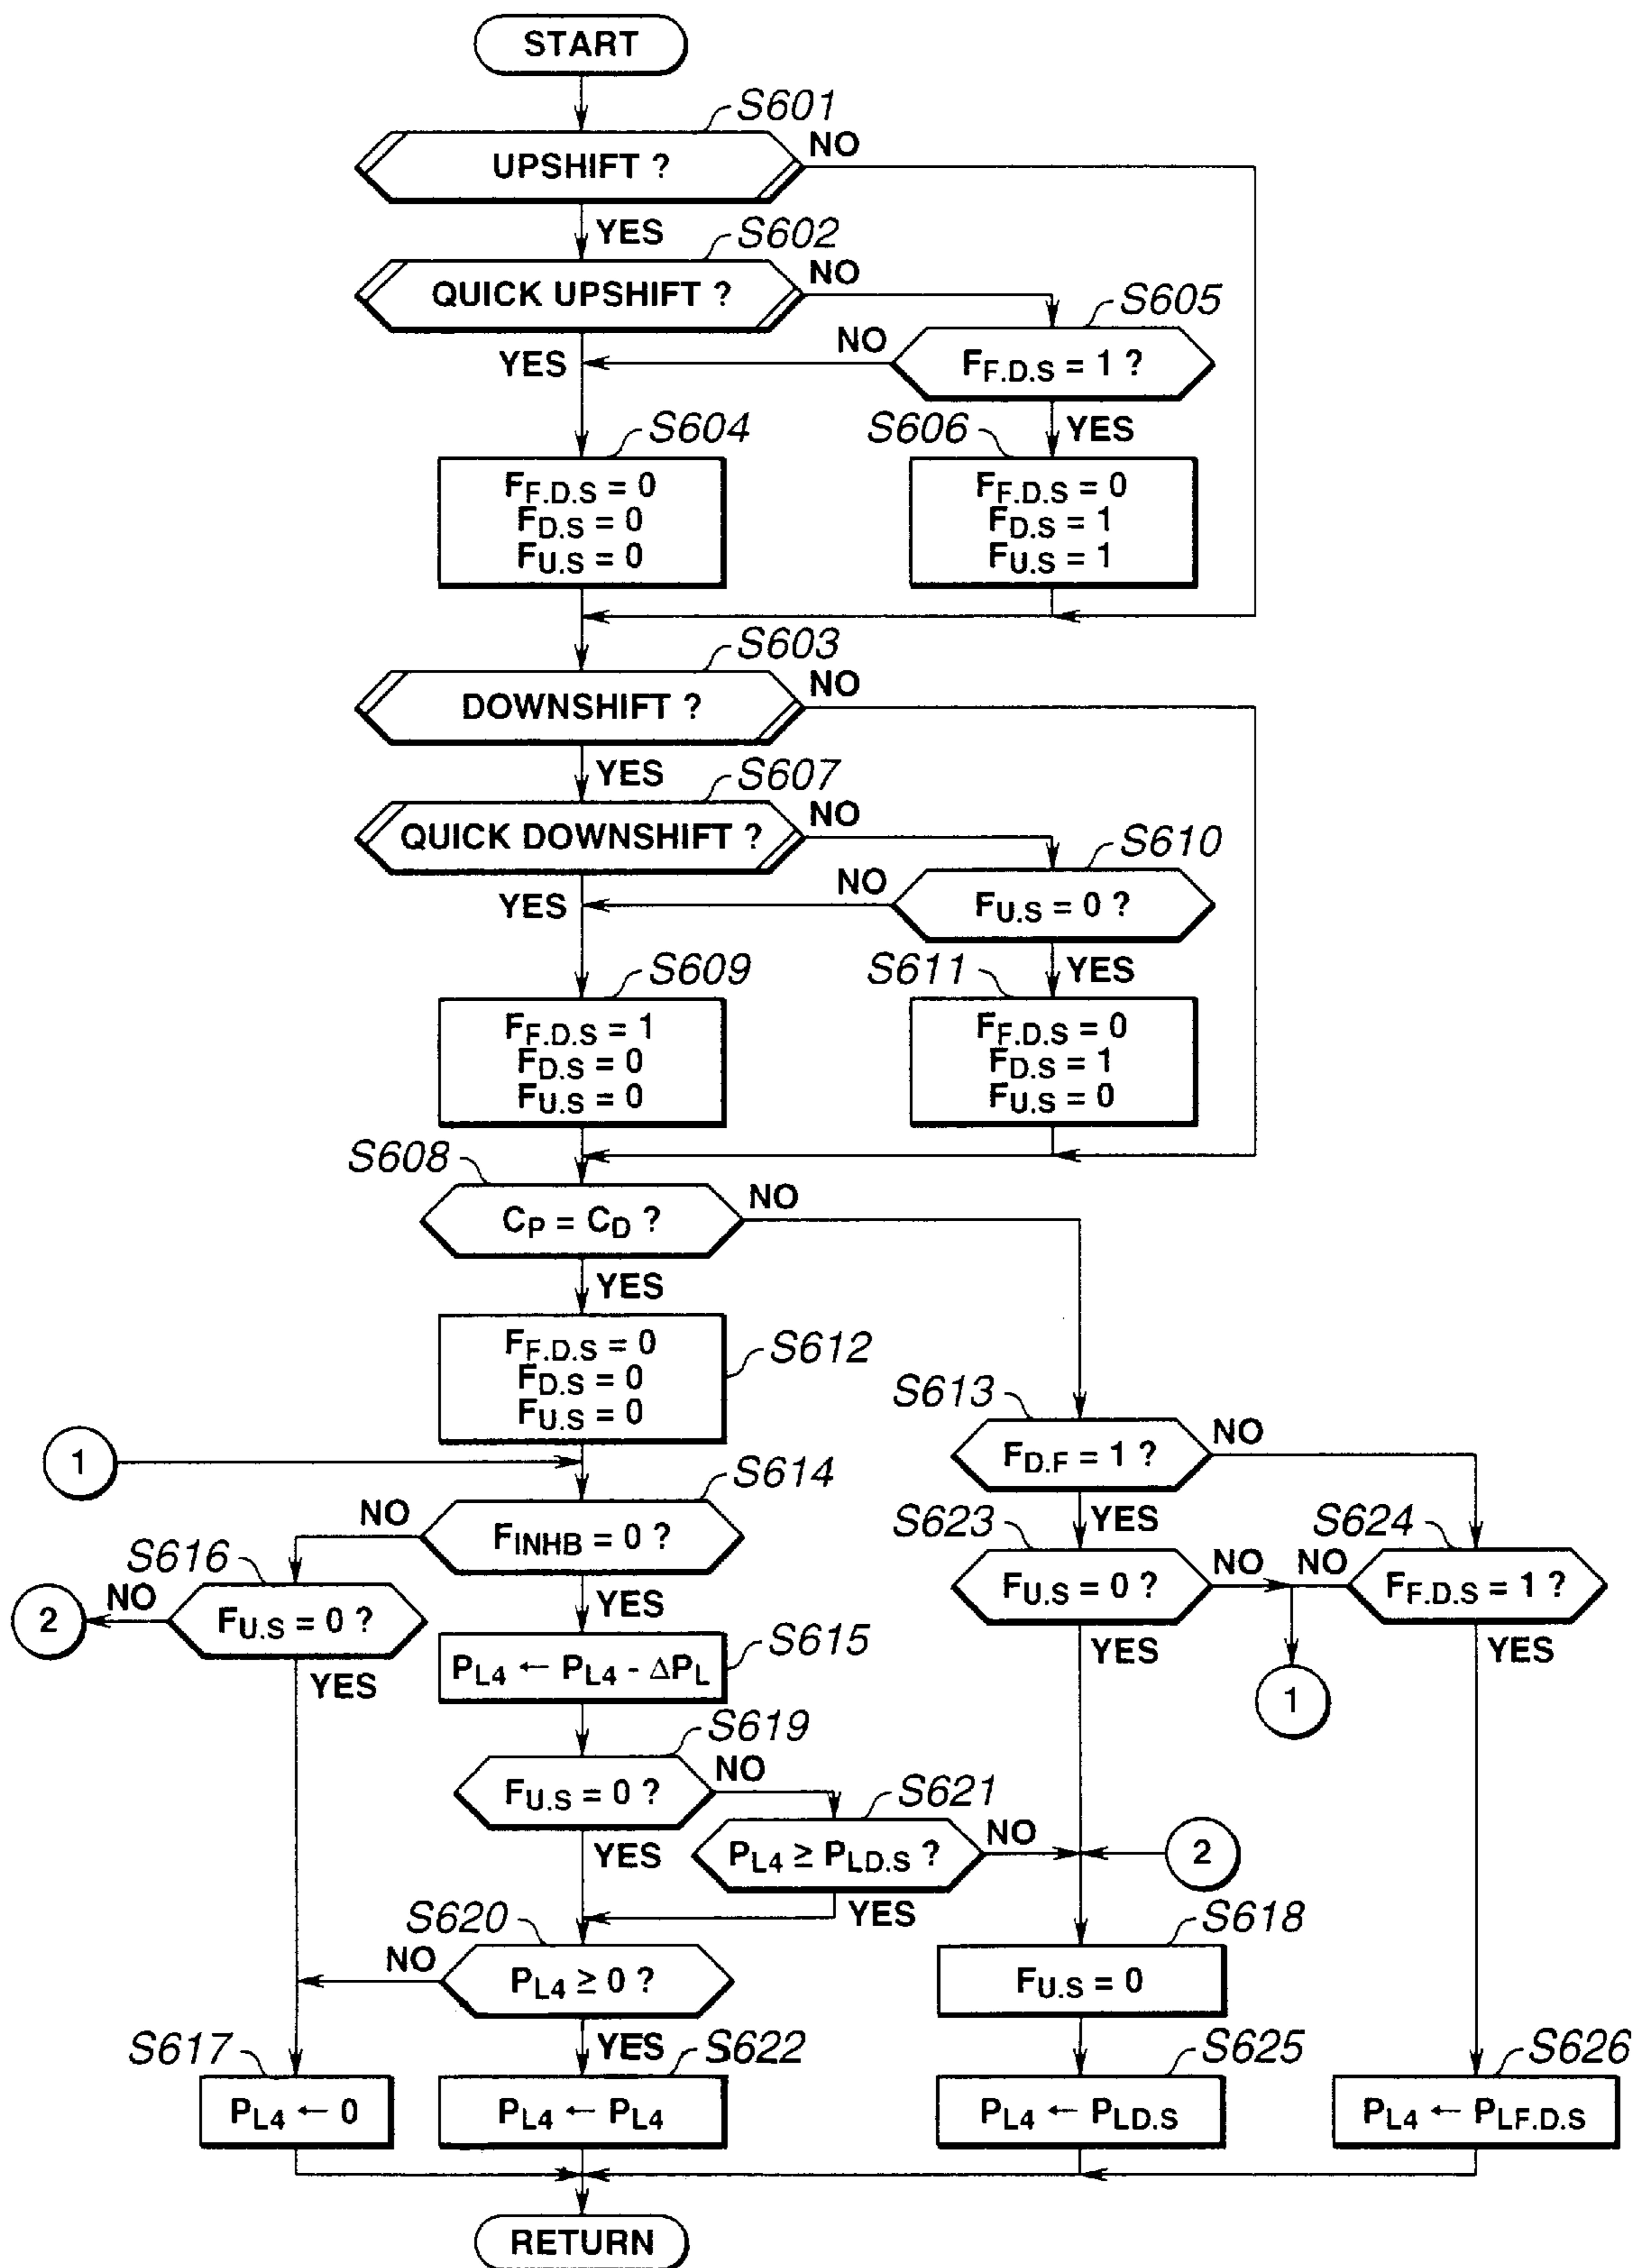 START
S601
UPSHIFT ?
NO
YES
S602
QUICK UPSHIFT ?
NO
S605
YES
NO
FF.D.S = 1 ?
S604
S606
YES
FF.D.S = 0
FD.S = 0
FU.S = 0
FF.D.S = 0
FD.S = 1
FU.S = 1
S603
DOWNSHIFT ?
NO
YES
S607
QUICK DOWNSHIFT ?
NO
S610
YES
NO
FU.S = 0 ?
S609
S611
YES
FF.D.S = 1
FD.S = 0
FU.S = 0
FF.D.S = 0
FD.S = 1
FU.S = 0
S608
CP = CD ?
NO
YES
FF.D.S = 0
FD.S = 0
FU.S = 0
S612
S613
FD.F = 1 ?
NO
1
S614
NO
FINHB = 0 ?
YES
S623
YES
S624
S616
FU.S = 0 ?
NO
NO
FF.D.S = 1 ?
2
NO
FU.S = 0 ?
YES
YES
YES
YES
S615
PL4 ← PL4 - ΔPL
1
S619
FU.S = 0 ?
NO
S621
YES
PL4 ≥ PLD.S ?
NO
2
YES
S620
NO
PL4 ≥ 0 ?
S618
FU.S = 0
S617
YES
S622
S625
S626
PL4 ← 0
PL4 ← PL4
PL4 ← PLD.S
PL4 ← PLF.D.S
RETURN